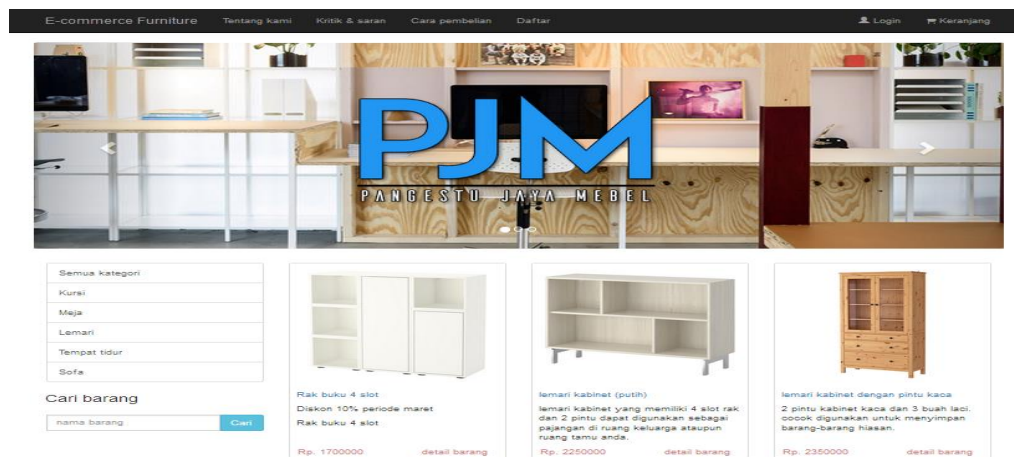 E-commerce Furniture Tentang kami Kritik & saran Cara pembelian Daftar Login Keranjang
PJM
PANGESTU JAYA MEBEL
Semua kategori
Kursi
Meja
Lemari
Tempat tidur
Sofa
Cari barang
nama barang Cari
Rak buku 4 slot
Diskon 10% periode maret
Rak buku 4 slot
Rp. 1700000 detail barang
lemari kabinet (putih)
lemari kabinet yang memiliki 4 slot rak
dan 2 pintu dapat digunakan sebagai
pajangan di ruang keluarga ataupun
ruang tamu anda.
Rp. 2250000 detail barang
lemari kabinet dengan pintu kaca
2 pintu kabinet kaca dan 3 buah laci.
cocok digunakan untuk menyimpan
barang-barang hiasan.
Rp. 2350000 detail barang